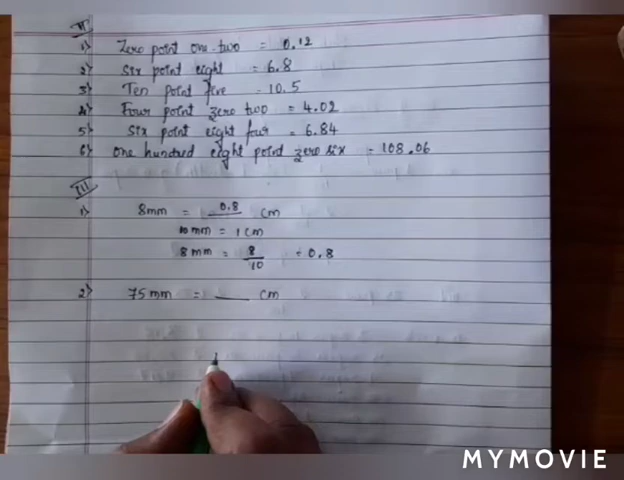 II
1) Zero point one two = 0.12
2) six point eight = 6.8
3) Ten point five = 10.5
4) Four point zero two = 4.02
5) six point eight four = 6.84
6) one hundred eight point zero six = 108.06
III
1) 8mm = 0.8 cm
10 mm = 1 cm
8 mm = 8/10 = 0.8
2) 75 mm = ___ cm
MYMOVIE